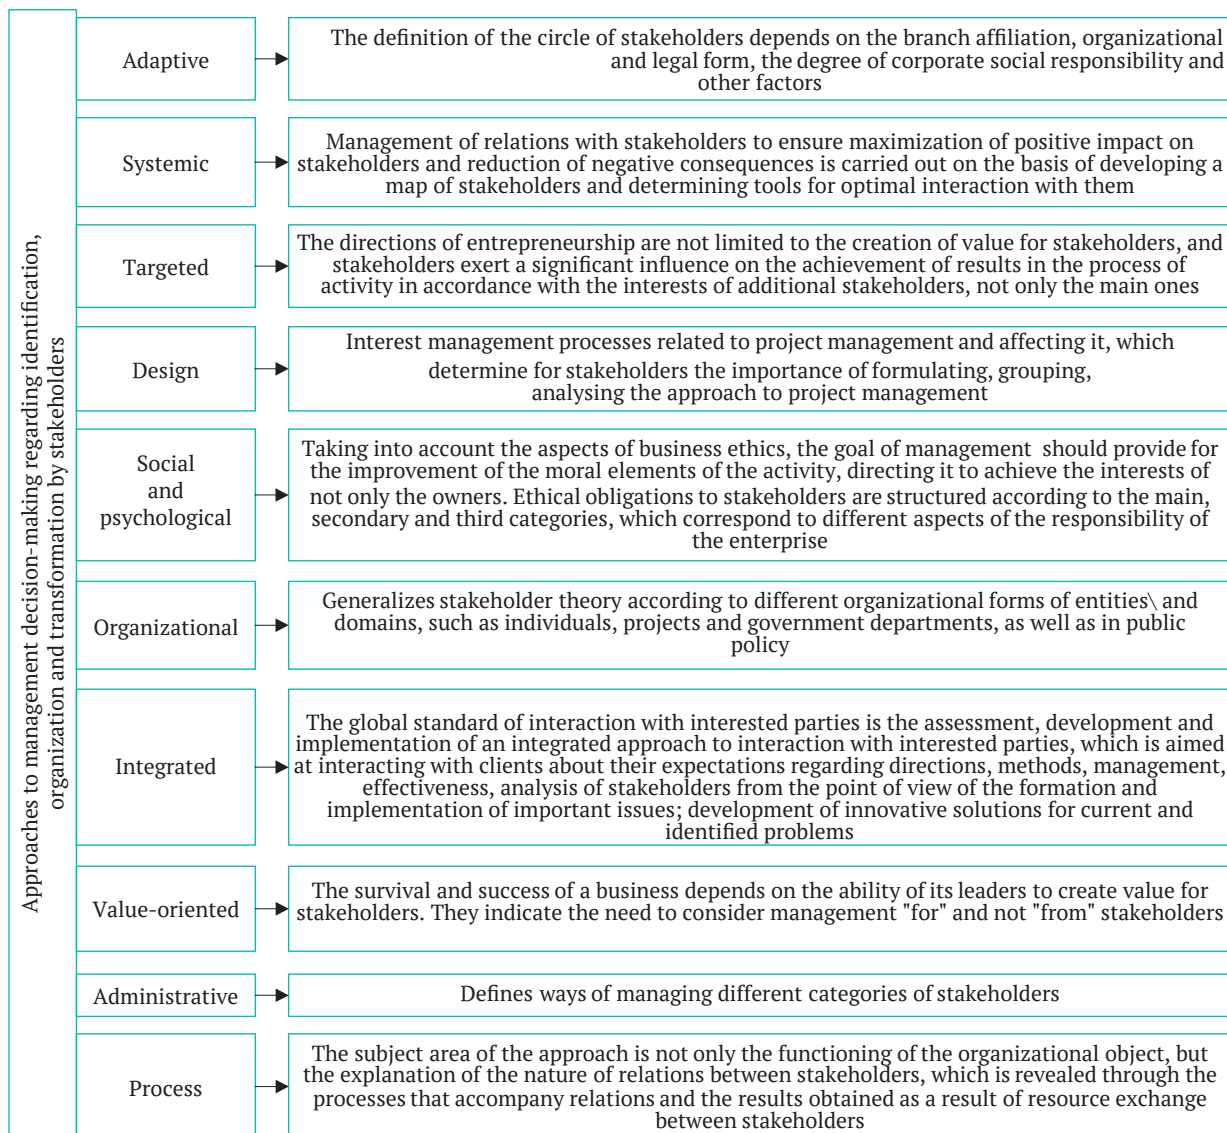 Approaches to management decision-making regarding identification,
organization and transformation by stakeholders
Adaptive
The definition of the circle of stakeholders depends on the branch affiliation, organizational
and legal form, the degree of corporate social responsibility and
other factors
Systemic
Management of relations with stakeholders to ensure maximization of positive impact on
stakeholders and reduction of negative consequences is carried out on the basis of developing a
map of stakeholders and determining tools for optimal interaction with them
Targeted
The directions of entrepreneurship are not limited to the creation of value for stakeholders, and
stakeholders exert a significant influence on the achievement of results in the process of
activity in accordance with the interests of additional stakeholders, not only the main ones
Design
Interest management processes related to project management and affecting it, which
determine for stakeholders the importance of formulating, grouping,
analysing the approach to project management
Social
and
psychological
Taking into account the aspects of business ethics, the goal of management should provide for
the improvement of the moral elements of the activity, directing it to achieve the interests of
not only the owners. Ethical obligations to stakeholders are structured according to the main,
secondary and third categories, which correspond to different aspects of the responsibility of
the enterprise
Organizational
Generalizes stakeholder theory according to different organizational forms of entities\ and
domains, such as individuals, projects and government departments, as well as in public
policy
Integrated
The global standard of interaction with interested parties is the assessment, development and
implementation of an integrated approach to interaction with interested parties, which is aimed
at interacting with clients about their expectations regarding directions, methods, management,
effectiveness, analysis of stakeholders from the point of view of the formation and
implementation of important issues; development of innovative solutions for current and
identified problems
Value-oriented
The survival and success of a business depends on the ability of its leaders to create value for
stakeholders. They indicate the need to consider management "for" and not "from" stakeholders
Administrative
Defines ways of managing different categories of stakeholders
Process
The subject area of the approach is not only the functioning of the organizational object, but
the explanation of the nature of relations between stakeholders, which is revealed through the
processes that accompany relations and the results obtained as a result of resource exchange
between stakeholders